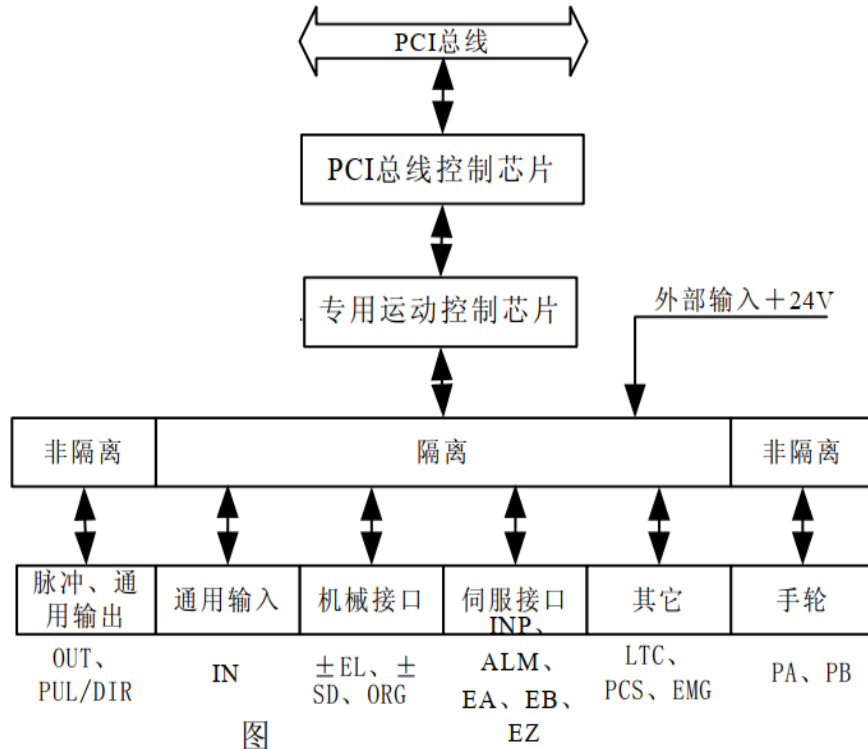 PCI总线
PCI总线控制芯片
专用运动控制芯片
外部输入＋24V
非隔离
隔离
非隔离
脉冲、通
用输出
通用输入
机械接口
伺服接口
其它
手轮
OUT、
PUL/DIR
IN
±EL、±
SD、ORG
INP、
ALM、
EA、EB、
EZ
LTC、
PCS、EMG
PA、PB
图